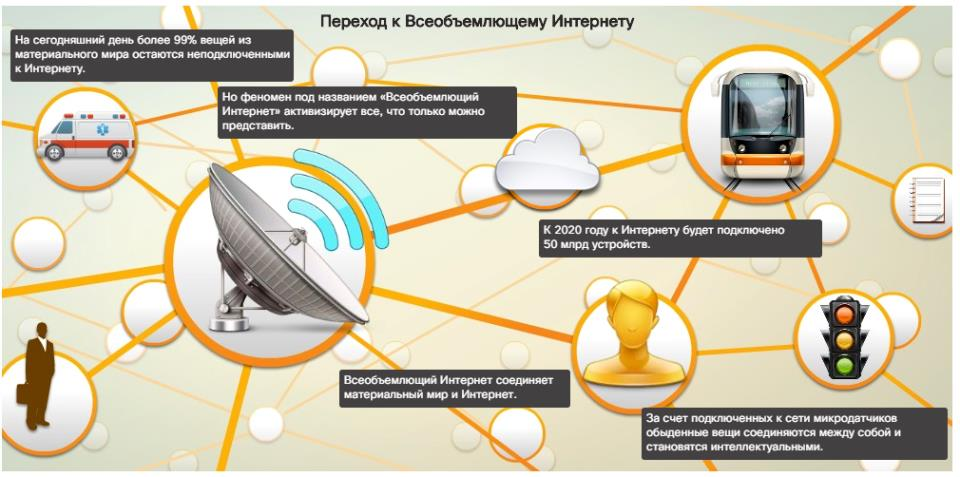 Переход к Всеобъемлющему Интернету
На сегодняшний день более 99% вещей из
материального мира остаются неподключенными
к Интернету.
Но феномен под названием «Всеобъемлющий
Интернет» активизирует все, что только можно
представить.
К 2020 году к Интернету будет подключено
50 млрд устройств.
Всеобъемлющий Интернет соединяет
материальный мир и Интернет.
За счет подключенных к сети микродатчиков
обыденные вещи соединяются между собой и
становятся интеллектуальными.